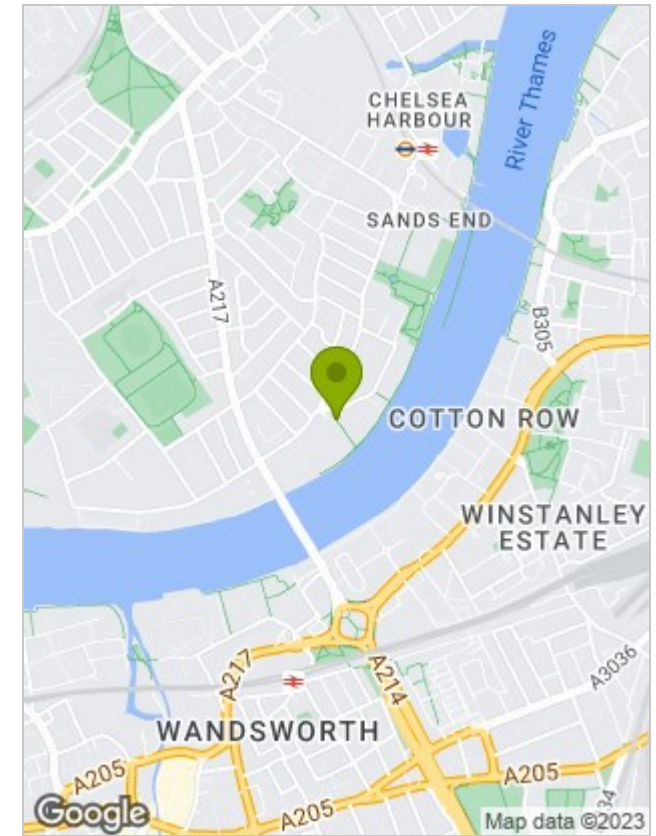 River Thames
CHELSEA
HARBOUR
SANDS END
A217
B305
COTTON ROW
WINSTANLEY
ESTATE
A217
A214
A3036
WANDSWORTH
A205
A205
A205
34
Google
Map data ©2023